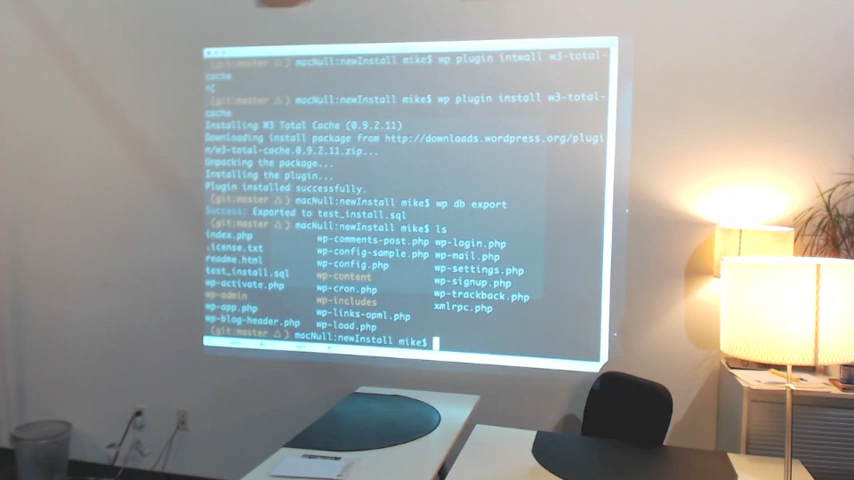 (git:master △) macNull:newInstall mike$ wp plugin intwall w3-total-
cache
^C
(git:master △) macNull:newInstall mike$ wp plugin install w3-total-
cache
Installing W3 Total Cache (0.9.2.11)
Downloading install package from http://downloads.wordpress.org/plugi
n/w3-total-cache.0.9.2.11.zip...
Unpacking the package...
Installing the plugin...
Plugin installed successfully.
(git:master △) macNull:newInstall mike$ wp db export
Success: Exported to test_install.sql
(git:master △) macNull:newInstall mike$ ls
index.php wp-comments-post.php wp-login.php
license.txt wp-config-sample.php wp-mail.php
readme.html wp-config.php wp-settings.php
test_install.sql wp-content wp-signup.php
wp-activate.php wp-cron.php wp-trackback.php
wp-admin wp-includes xmlrpc.php
wp-app.php wp-links-opml.php
wp-blog-header.php wp-load.php
(git:master △) macNull:newInstall mike$